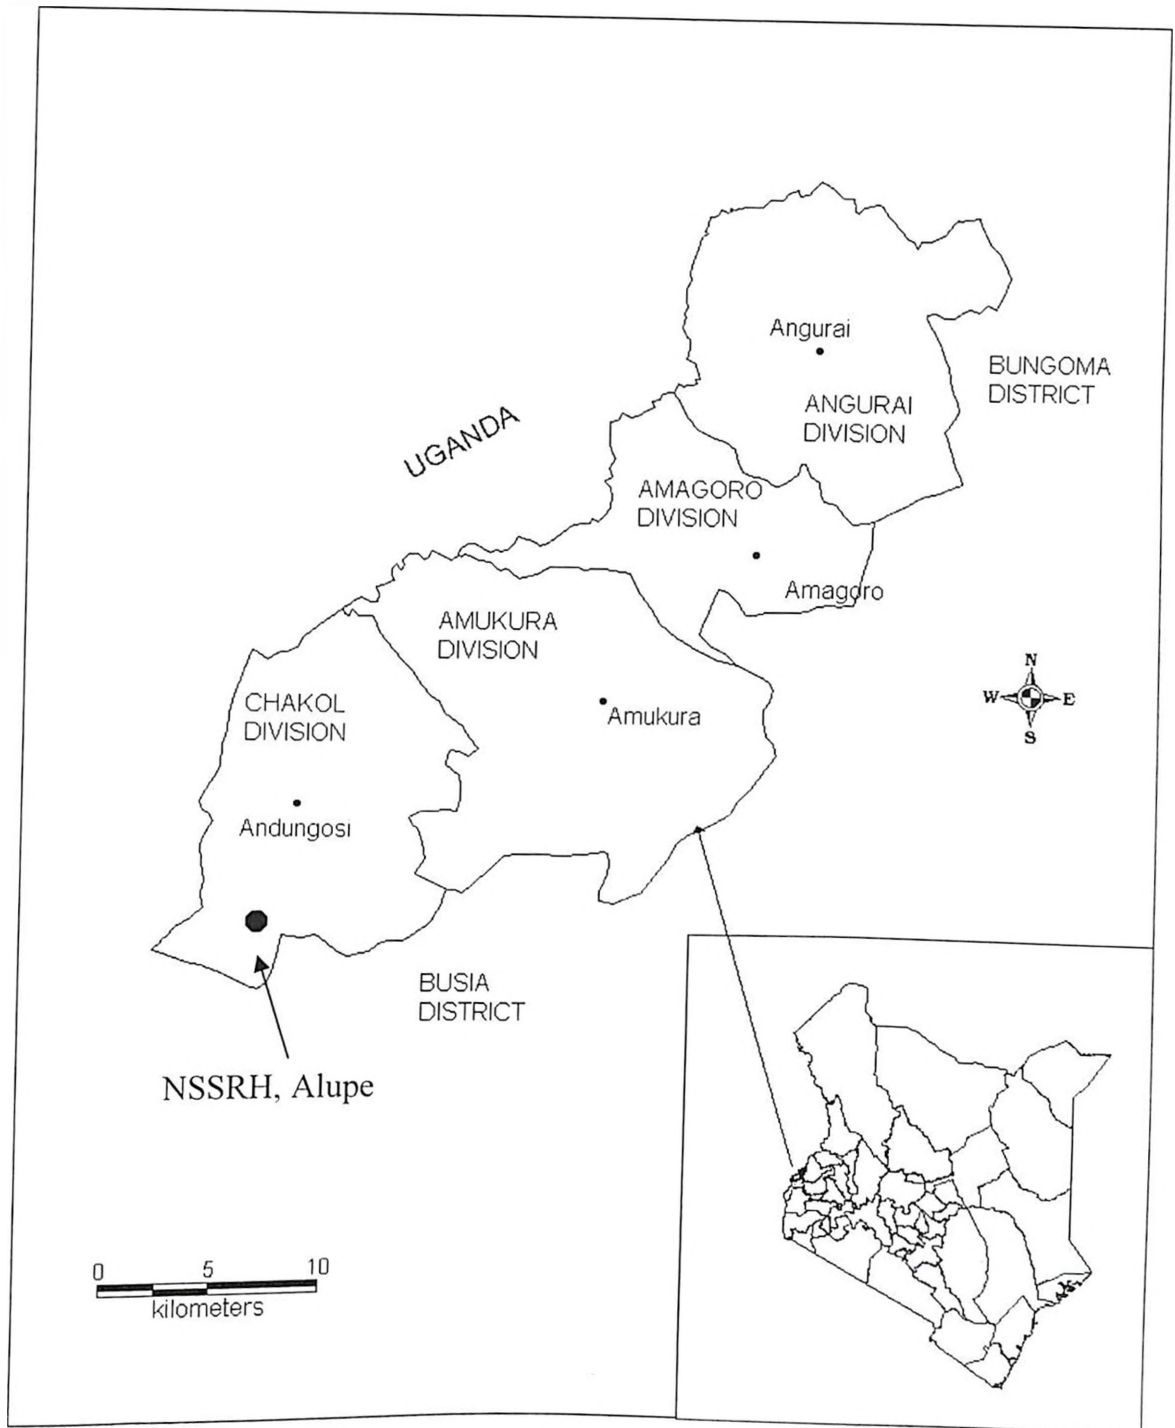 Angurai
BUNGOMA
DISTRICT
ANGURAI
DIVISION
UGANDA
AMAGORO
DIVISION
Amagoro
AMUKURA
DIVISION
N
W
E
S
CHAKOL
DIVISION
Amukura
Andungosi
BUSIA
DISTRICT
NSSRH, Alupe
0 5 10
kilometers